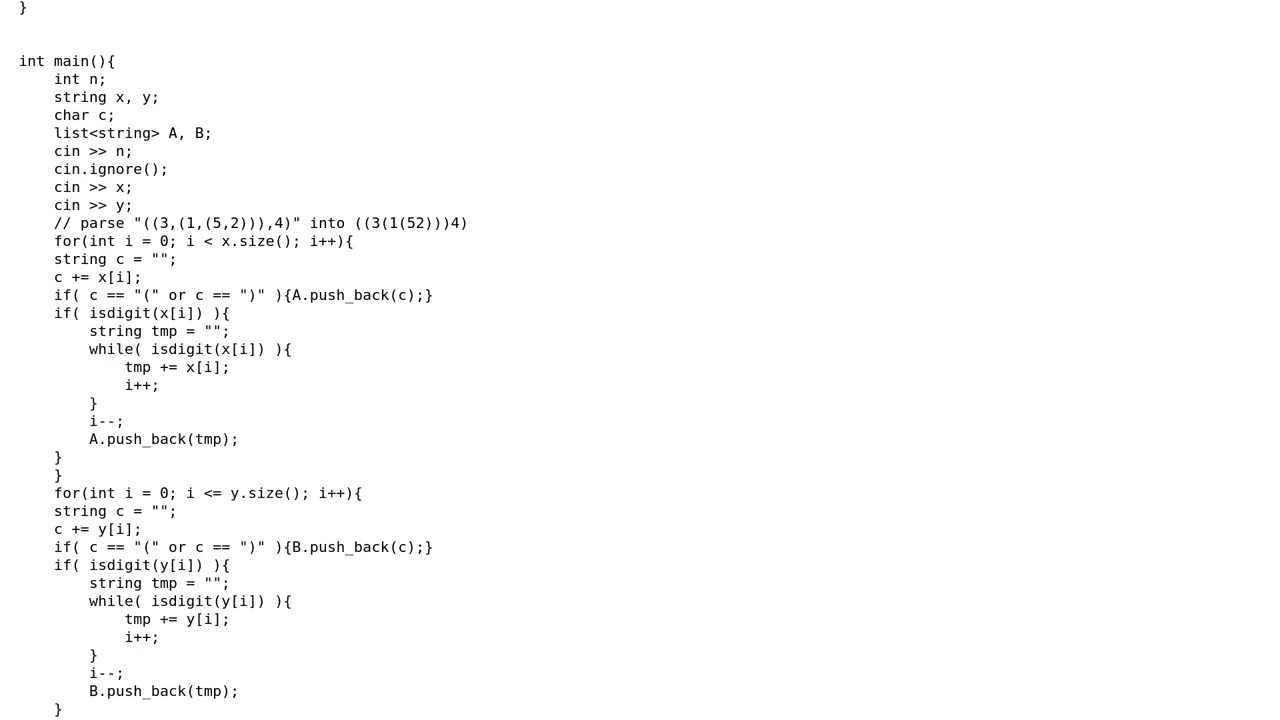 }
int main(){
    int n;
    string x, y;
    char c;
    list<string> A, B;
    cin >> n;
    cin.ignore();
    cin >> x;
    cin >> y;
    // parse "((3,(1,(5,2))),4)" into ((3(1(52)))4)
    for(int i = 0; i < x.size(); i++){
    string c = "";
    c += x[i];
    if( c == "(" or c == ")" ){A.push_back(c);}
    if( isdigit(x[i]) ){
        string tmp = "";
        while( isdigit(x[i]) ){
            tmp += x[i];
            i++;
        }
        i--;
        A.push_back(tmp);
    }
    }
    for(int i = 0; i <= y.size(); i++){
    string c = "";
    c += y[i];
    if( c == "(" or c == ")" ){B.push_back(c);}
    if( isdigit(y[i]) ){
        string tmp = "";
        while( isdigit(y[i]) ){
            tmp += y[i];
            i++;
        }
        i--;
        B.push_back(tmp);
    }